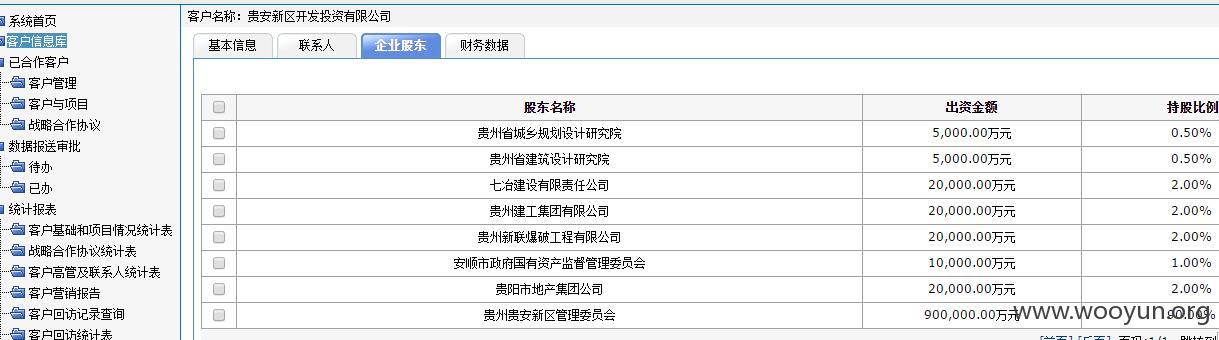 系统首页
客户信息库
已合作客户
客户管理
客户与项目
战略合作协议
数据报送审批
待办
已办
统计报表
客户基础和项目情况统计表
战略合作协议统计表
客户高管及联系人统计表
客户营销报告
客户回访记录查询
客户回访统计表
客户名称：贵安新区开发投资有限公司
基本信息 联系人 企业股东 财务数据
股东名称 出资金额 持股比例
贵州省城乡规划设计研究院 5,000.00万元 0.50%
贵州省建筑设计研究院 5,000.00万元 0.50%
七冶建设有限责任公司 20,000.00万元 2.00%
贵州建工集团有限公司 20,000.00万元 2.00%
贵州新联爆破工程有限公司 20,000.00万元 2.00%
安顺市政府国有资产监督管理委员会 10,000.00万元 1.00%
贵阳市地产集团公司 20,000.00万元 2.00%
贵州贵安新区管理委员会 900,000.00万元 90.00%
www.wooyun.org